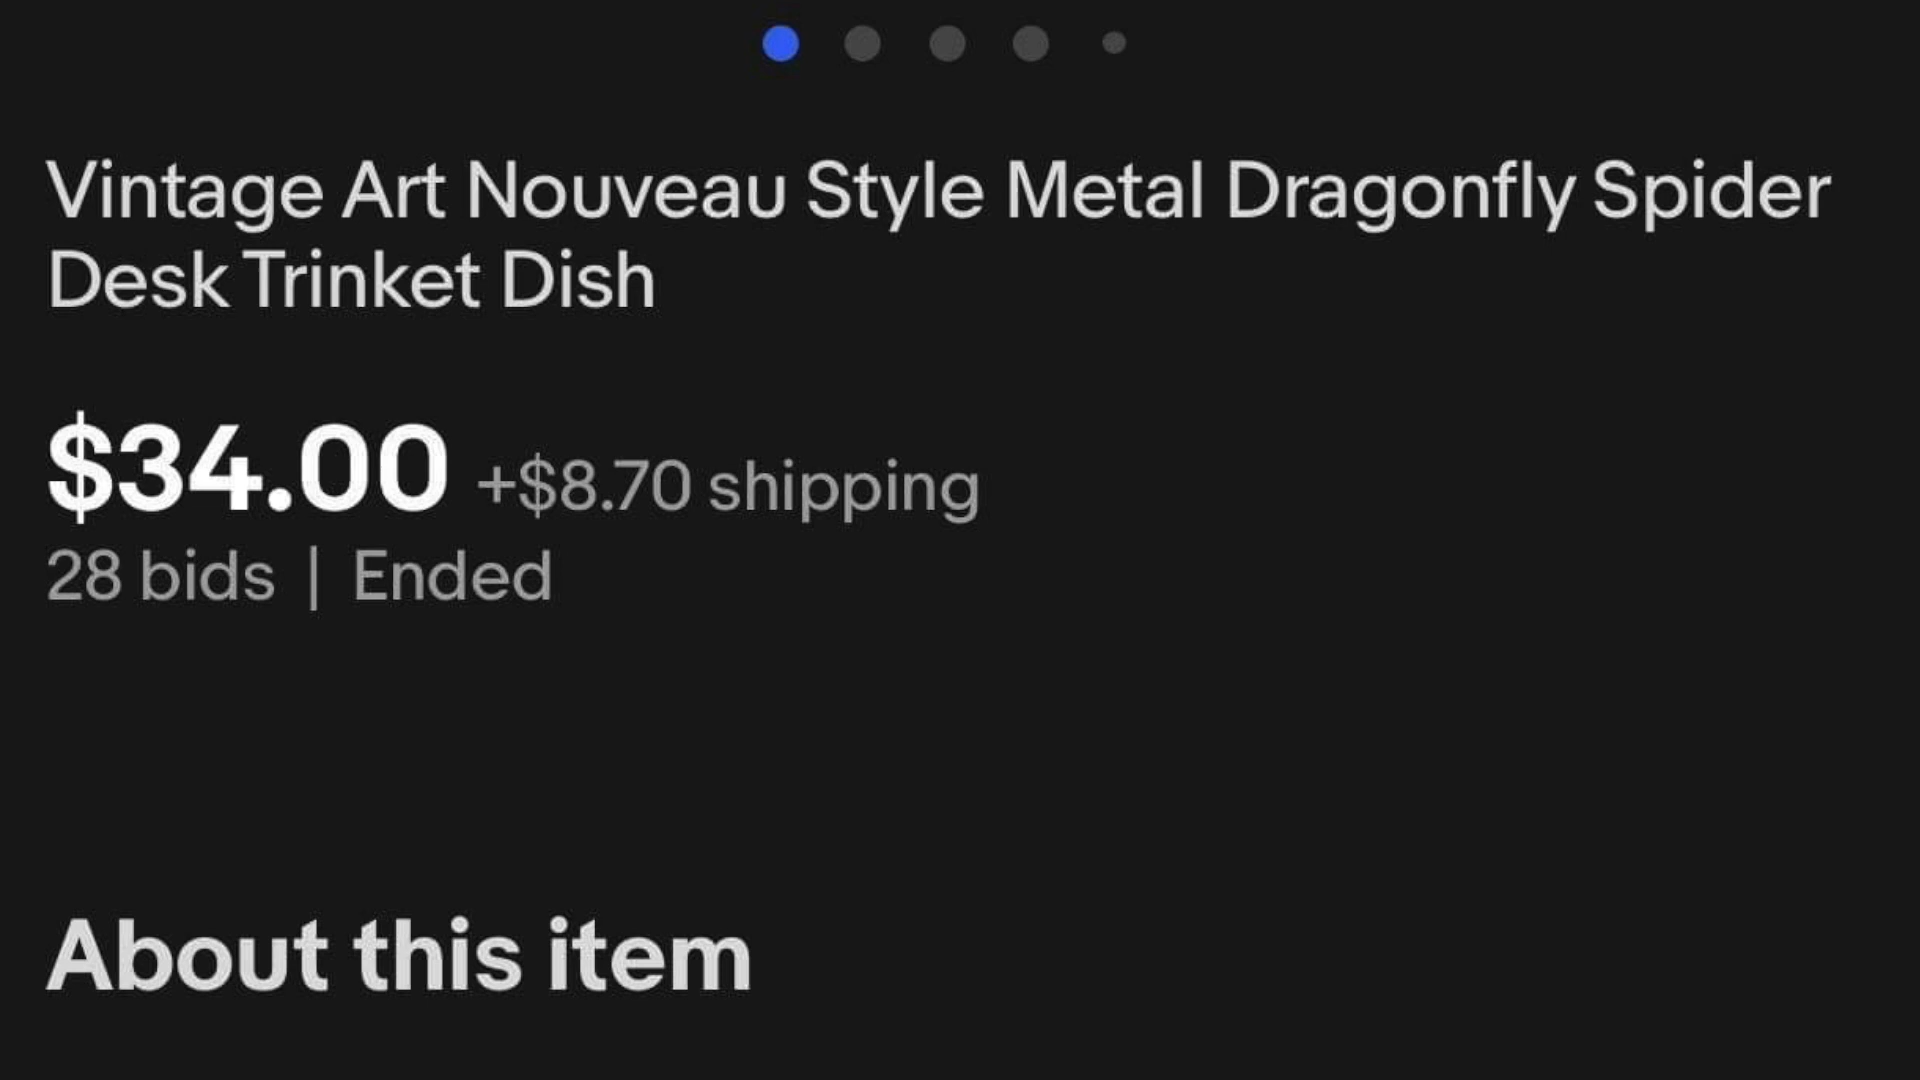 Vintage Art Nouveau Style Metal Dragonfly Spider
Desk Trinket Dish
$34.00 +$8.70 shipping
28 bids | Ended
About this item